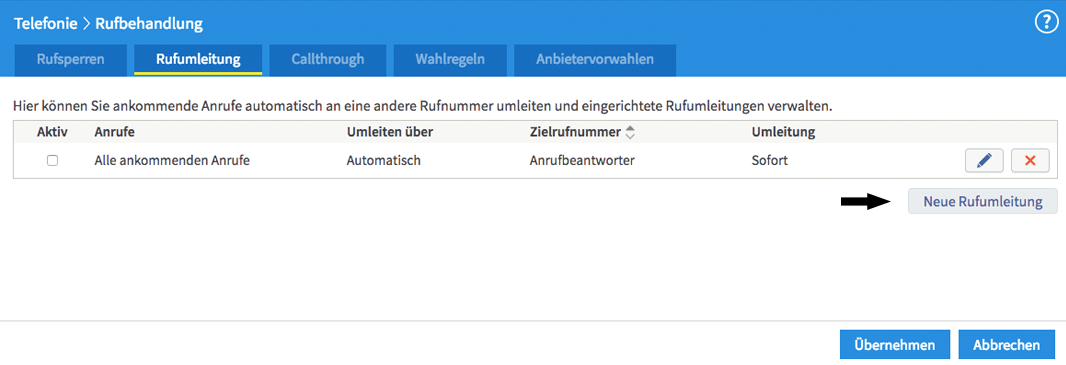 Telefonie > Rufbehandlung
?
Rufsperren Rufumleitung Callthrough Wahlregeln Anbietervorwahlen
Hier können Sie ankommende Anrufe automatisch an eine andere Rufnummer umleiten und eingerichtete Rufumleitungen verwalten.
Aktiv Anrufe Umleiten über Zielrufnummer Umleitung
Alle ankommenden Anrufe Automatisch Anrufbeantworter Sofort
Neue Rufumleitung
Übernehmen Abbrechen